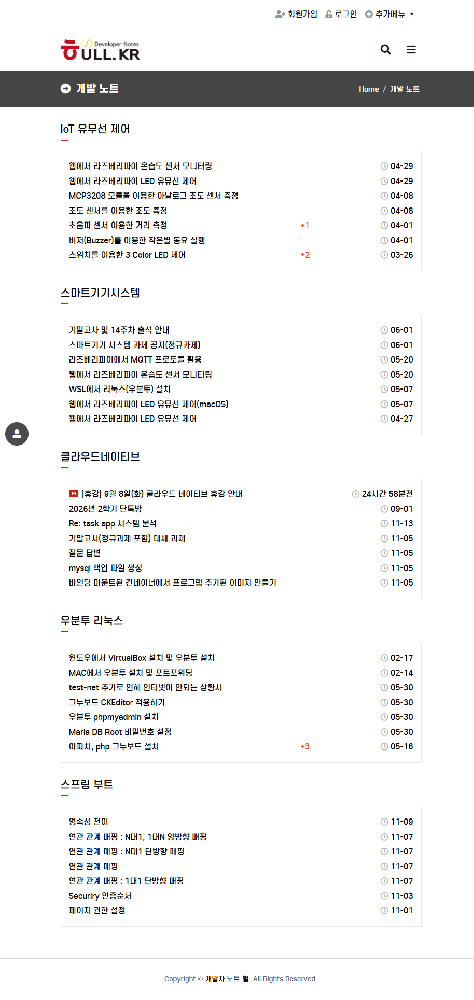 회원가입 로그인 추가메뉴
</> Developer Notes
ㅎULL.KR
개발 노트 Home / 개발 노트
IoT 유무선 제어
웹에서 라즈베리파이 온습도 센서 모니터링 04-29
웹에서 라즈베리파이 LED 유뮤선 제어 04-29
MCP3208 모듈을 이용한 아날로그 조도 센서 측정 04-08
조도 센서를 이용한 조도 측정 04-08
초음파 센서 이용한 거리 측정 +1 04-01
버저(Buzzer)를 이용한 작은별 동요 실행 04-01
스위치를 이용한 3 Color LED 제어 +2 03-26
스마트기기시스템
기말고사 및 14주차 출석 안내 06-01
스마트기기 시스템 과제 공지(정규과제) 06-01
라즈베리파이에서 MQTT 프로토콜 활용 05-20
웹에서 라즈베리파이 온습도 센서 모니터링 05-20
WSL에서 리눅스(우분투) 설치 05-07
웹에서 라즈베리파이 LED 유뮤선 제어(macOS) 05-07
웹에서 라즈베리파이 LED 유뮤선 제어 04-27
클라우드네이티브
N [휴강] 9월 8일(화) 클라우드 네이티브 휴강 안내 24시간 58분전
2026년 2학기 단톡방 09-01
Re: task app 시스템 분석 11-13
기말고사(정규과제 포함) 대체 과제 11-05
질문 답변 11-05
mysql 백업 파일 생성 11-05
바인딩 마운트된 컨네이너에서 프로그램 추가된 이미지 만들기 11-05
우분투 리눅스
윈도우에서 VirtualBox 설치 및 우분투 설치 02-17
MAC에서 우분투 설치 및 포트포워딩 02-14
test-net 추가로 인해 인터넷이 안되는 상황시 05-30
그누보드 CKEditor 적용하기 05-30
우분투 phpmyadmin 설치 05-30
Maria DB Root 비밀번호 설정 05-30
아파치, php 그누보드 설치 +3 05-16
스프링 부트
영속성 전이 11-09
연관 관계 매핑 : N대1, 1대N 양방향 매핑 11-07
연관 관계 매핑 : N대1 단방향 매핑 11-07
연관 관계 매핑 11-07
연관 관계 매핑 : 1대1 단방향 매핑 11-07
Securiry 인증순서 11-03
페이지 권한 설정 11-01
Copyright © 개발자 노트-헐. All Rights Reserved.